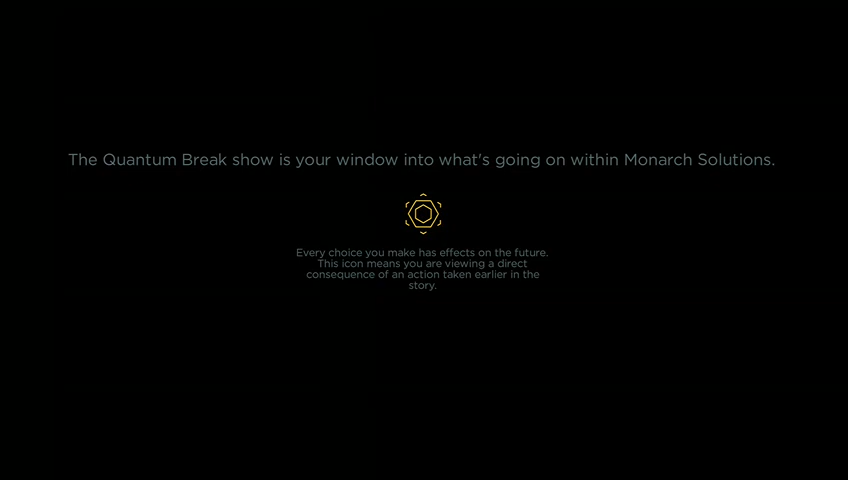 The Quantum Break show is your window into what's going on within Monarch Solutions.
Every choice you make has effects on the future.
This icon means you are viewing a direct
consequence of an action taken earlier in the
story.